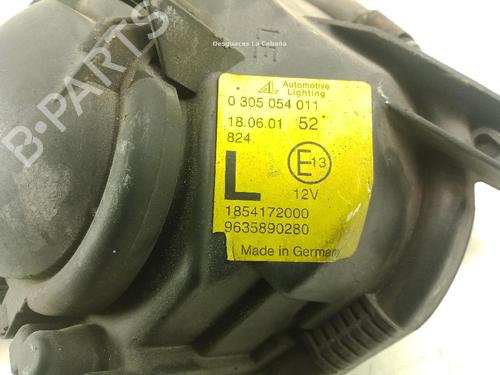 Desguaces La Cabaña
Automotive
Lighting
0 305 054 011
18.06.01 52
824
E 13
L
12V
1854172000
9635890280
Made in Germany
B-PARTS